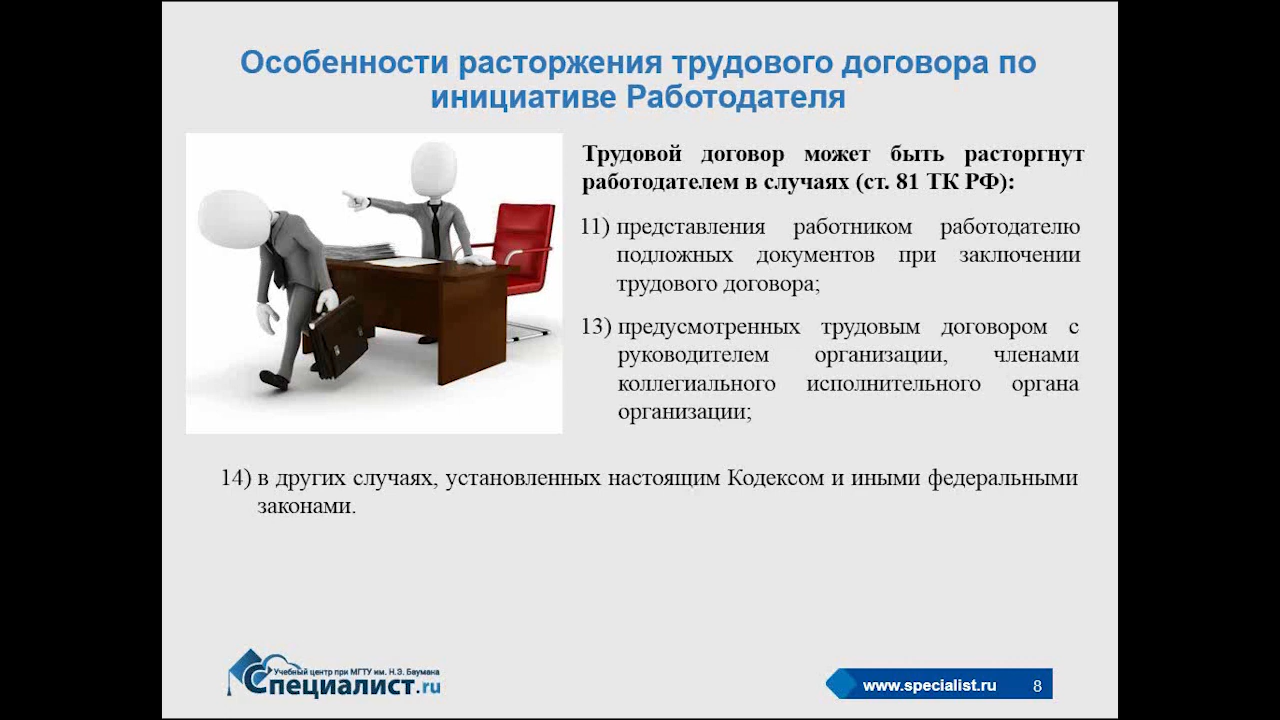 Особенности расторжения трудового договора по
инициативе Работодателя
Трудовой договор может быть расторгнут
работодателем в случаях (ст. 81 ТК РФ):
11) представления работником работодателю
подложных документов при заключении
трудового договора;
13) предусмотренных трудовым договором с
руководителем организации, членами
коллегиального исполнительного органа
организации;
14) в других случаях, установленных настоящим Кодексом и иными федеральными
законами.
Учебный центр при МГТУ им. Н.Э. Баумана
Специалист.ru
www.specialist.ru 8